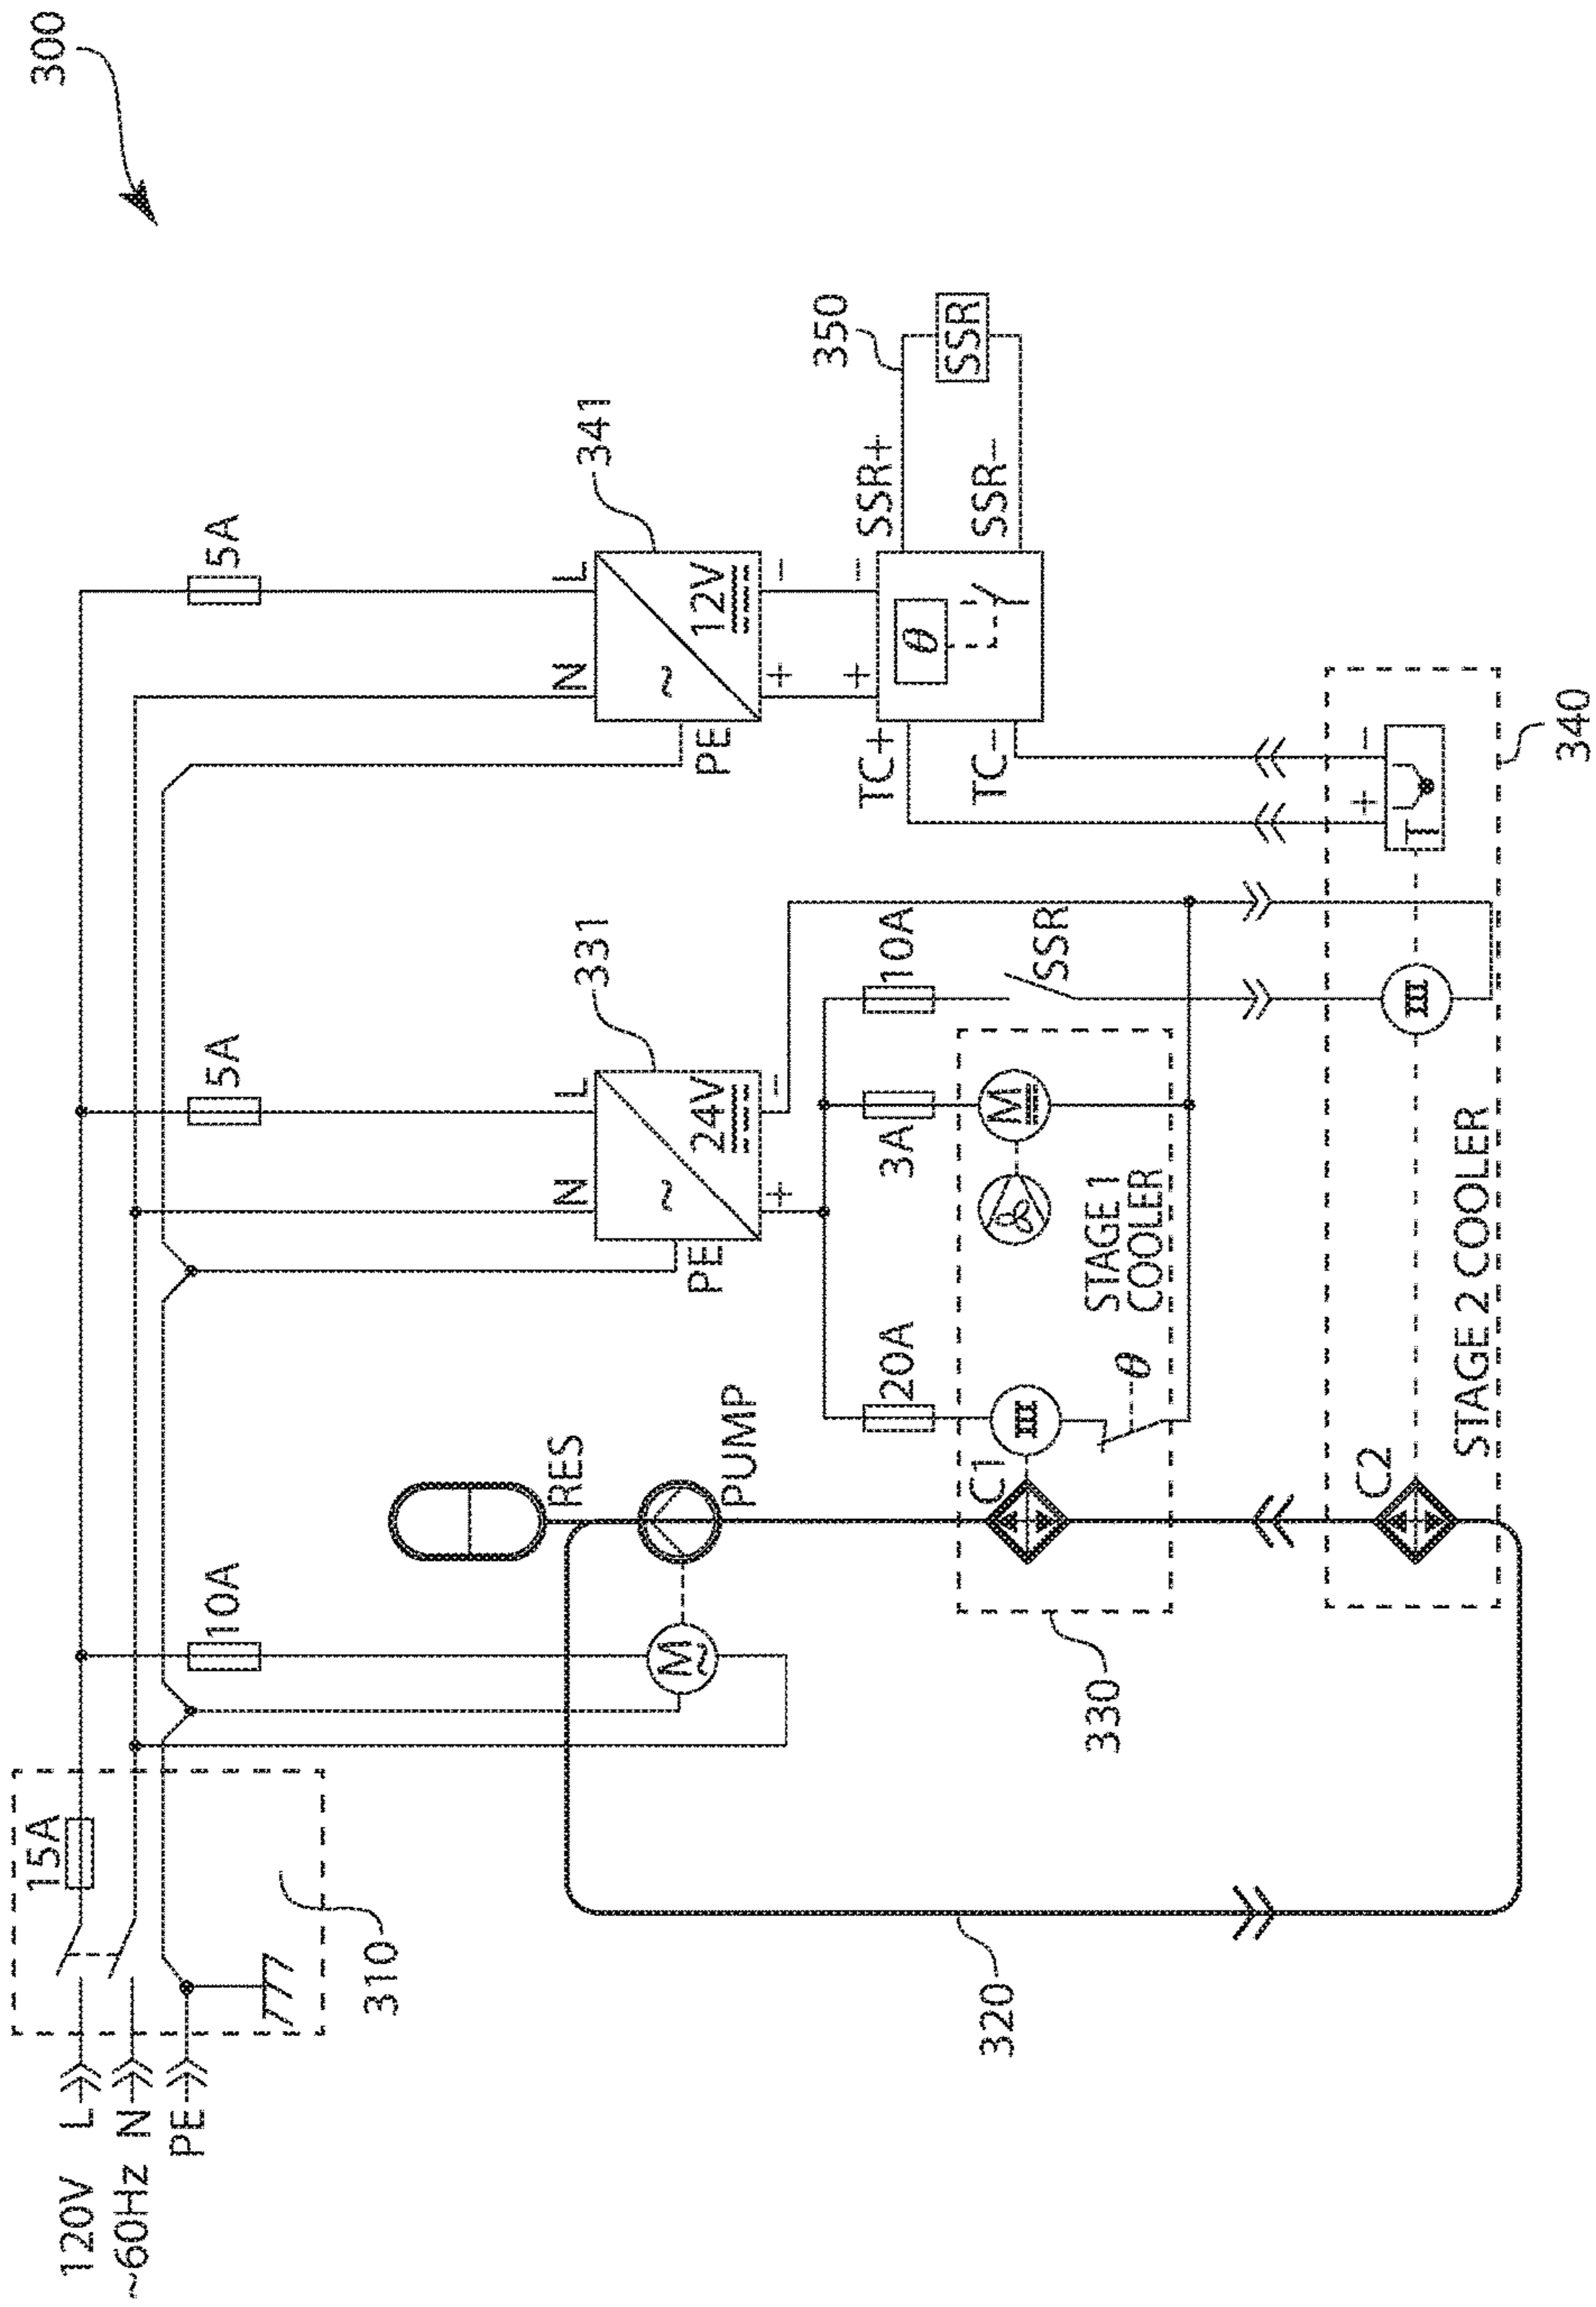 300
120V L
~60Hz N
PE
15A
310
10A
5A
5A
RES
PUMP
M
~
N
L
PE
~
24V
+
−
331
N
L
PE
~
12V
+
−
341
+
−
SSR+
SSR−
TC+
TC−
θ
SSR
350
20A
3A
10A
SSR
C1
M
θ
STAGE 1
COOLER
330
320
C2
T
+
−
STAGE 2 COOLER
340